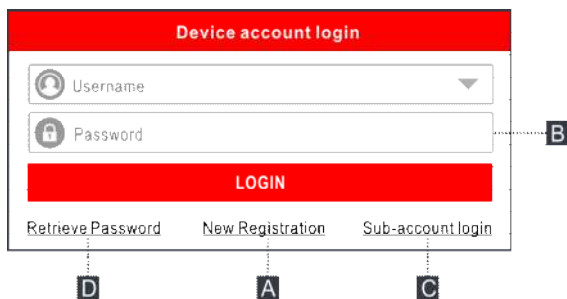 Device account login
Username
Password
B
LOGIN
Retrieve Password New Registration Sub-account login
D A C